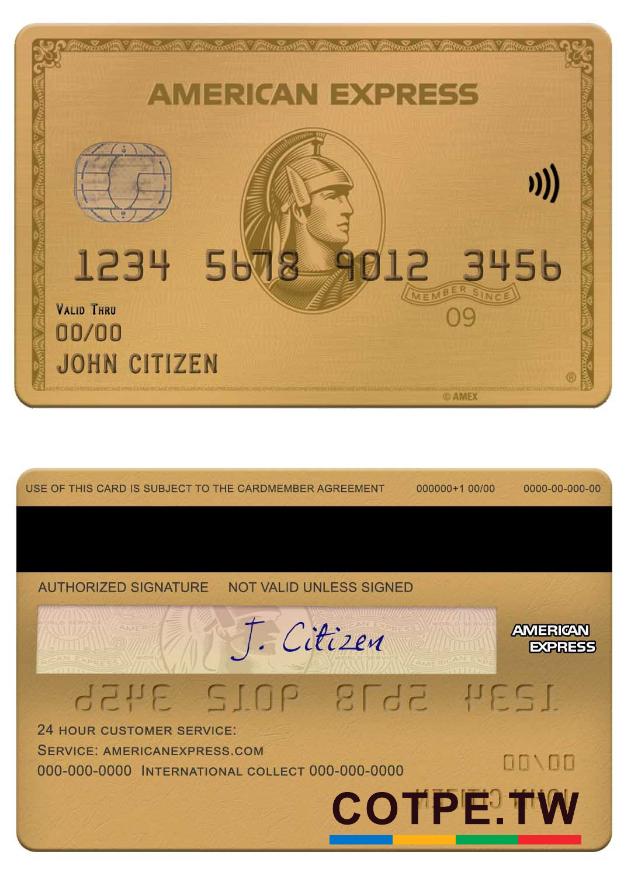 AMERICAN EXPRESS
1234 5678 9012 3456
MEMBER SINCE
09
VALID THRU
00/00
JOHN CITIZEN
®
© AMEX
USE OF THIS CARD IS SUBJECT TO THE CARDMEMBER AGREEMENT 000000+1 00/00 0000-00-000-00
AUTHORIZED SIGNATURE NOT VALID UNLESS SIGNED
J. Citizen
AMERICAN
EXPRESS
1234 5678 9012 3456
24 HOUR CUSTOMER SERVICE:
SERVICE: AMERICANEXPRESS.COM
000-000-0000 INTERNATIONAL COLLECT 000-000-0000
00/00
JOHN CITIZEN
COTPE.TW